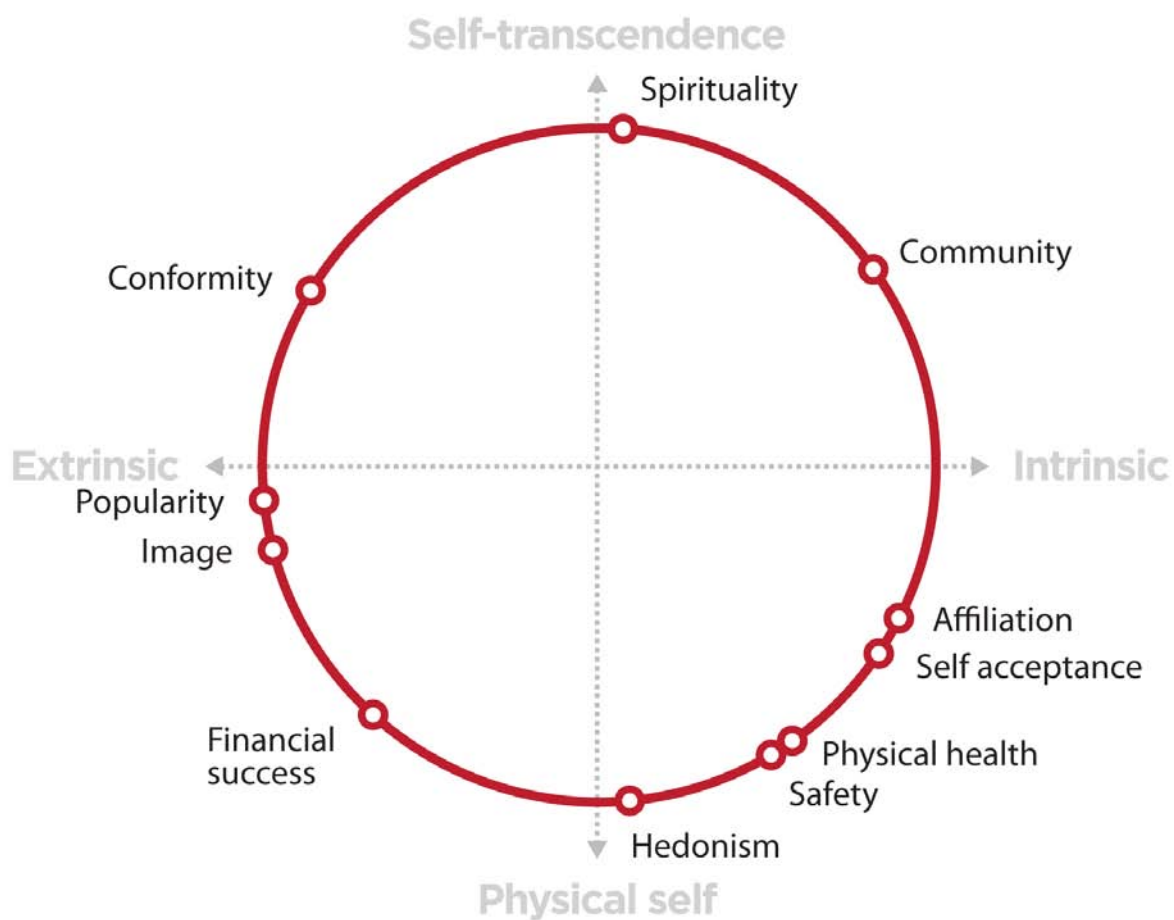 Self-transcendence
Spirituality
Community
Conformity
Extrinsic
Intrinsic
Popularity
Image
Affiliation
Self acceptance
Financial
success
Physical health
Safety
Hedonism
Physical self